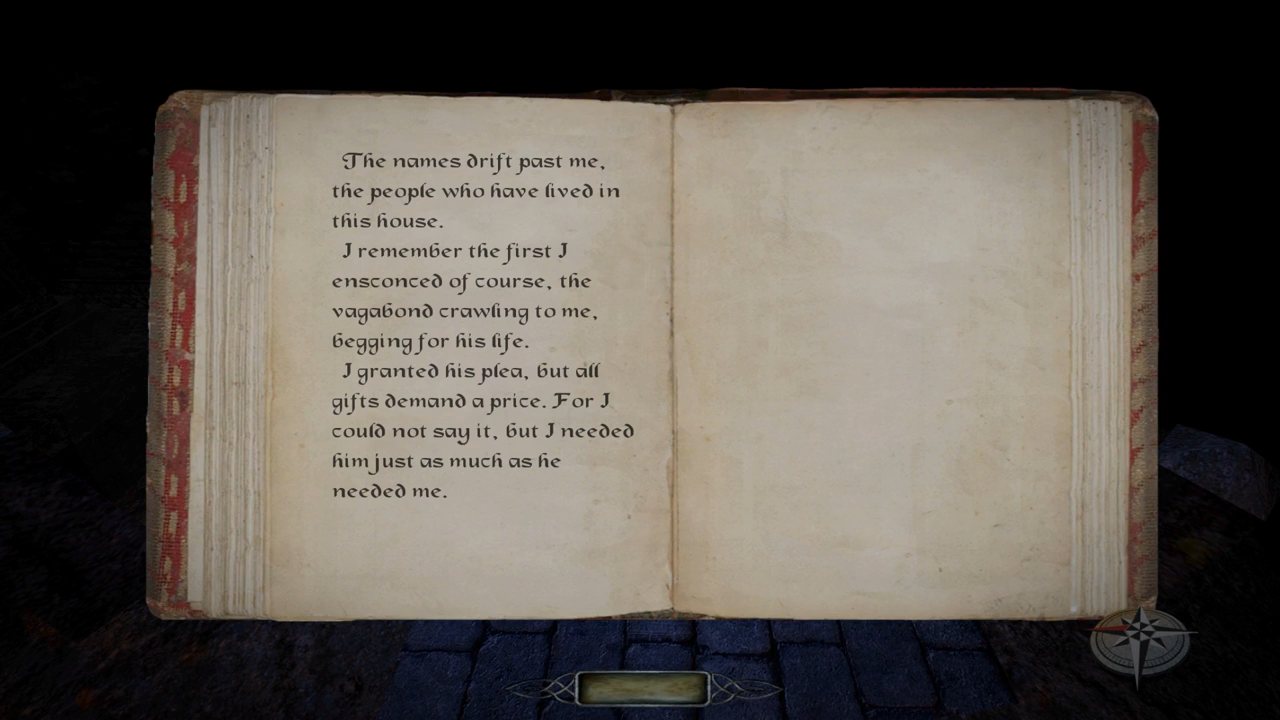 The names drift past me,
the people who have lived in
this house.
I remember the first I
ensconced of course, the
vagabond crawling to me,
begging for his life.
I granted his plea, but all
gifts demand a price. For I
could not say it, but I needed
him just as much as he
needed me.